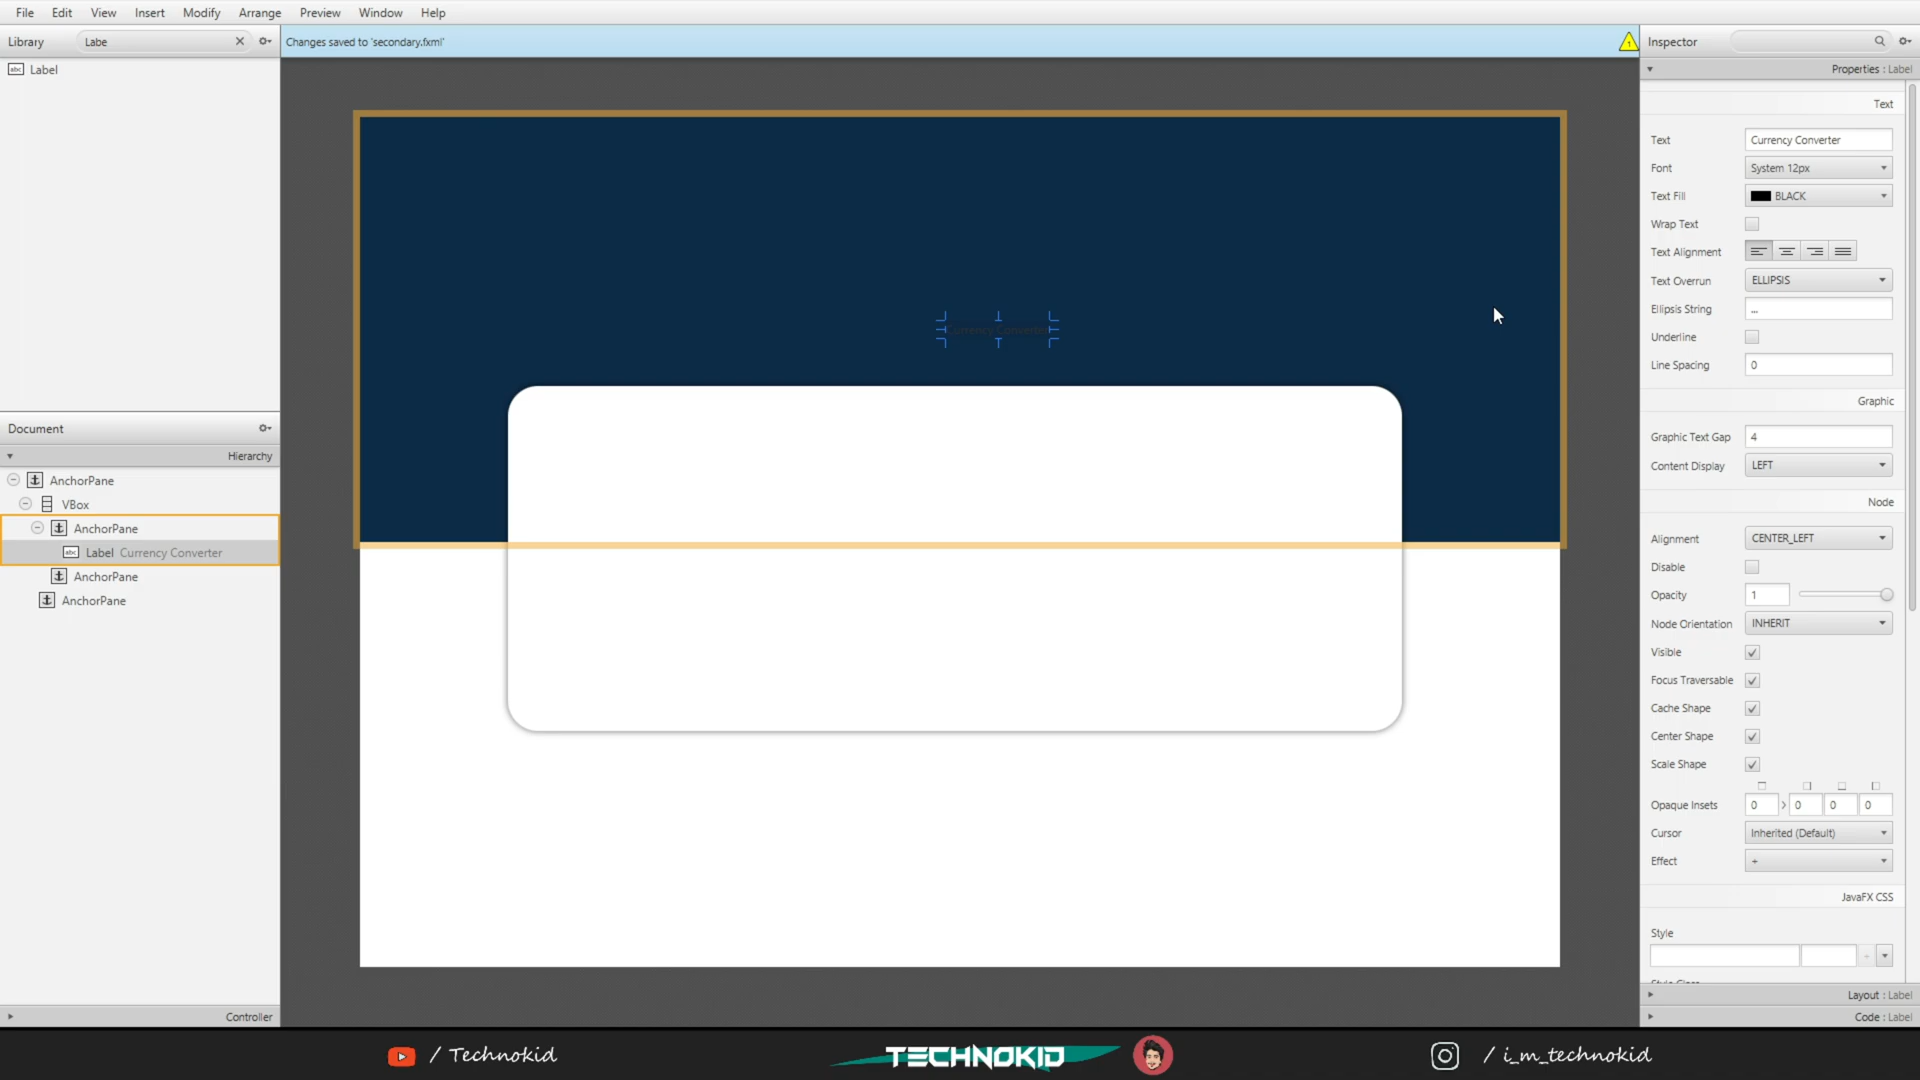 File Edit View Insert Modify Arrange Preview Window Help
Library Labe
Changes saved to 'secondary.fxml'
Inspector
Label
Properties : Label
Text
Text Currency Converter
Font System 12px
Text Fill BLACK
Wrap Text
Text Alignment
Text Overrun ELLIPSIS
Ellipsis String ...
Underline
Currency Converter
Line Spacing 0
Graphic
Graphic Text Gap 4
Content Display LEFT
Node
Alignment CENTER_LEFT
Disable
Opacity 1
Node Orientation INHERIT
Visible
Focus Traversable
Cache Shape
Center Shape
Scale Shape
Opaque Insets 0 0 0 0
Cursor Inherited (Default)
Effect +
JavaFX CSS
Style
Style Class
Layout : Label
Code : Label
Document
Hierarchy
AnchorPane
VBox
AnchorPane
Label Currency Converter
AnchorPane
AnchorPane
Controller
/ Technokid
TECHNOKID
/ i_m_technokid